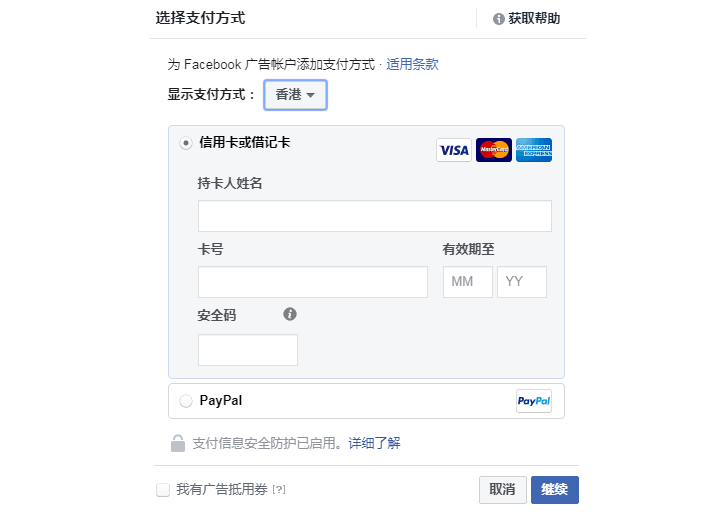 选择支付方式
获取帮助
为 Facebook 广告帐户添加支付方式 · 适用条款
显示支付方式： 香港
信用卡或借记卡
VISA MasterCard AMERICAN EXPRESS
持卡人姓名
卡号 有效期至
MM YY
安全码
PayPal PayPal
支付信息安全防护已启用。详细了解
我有广告抵用券 [?]
取消 继续